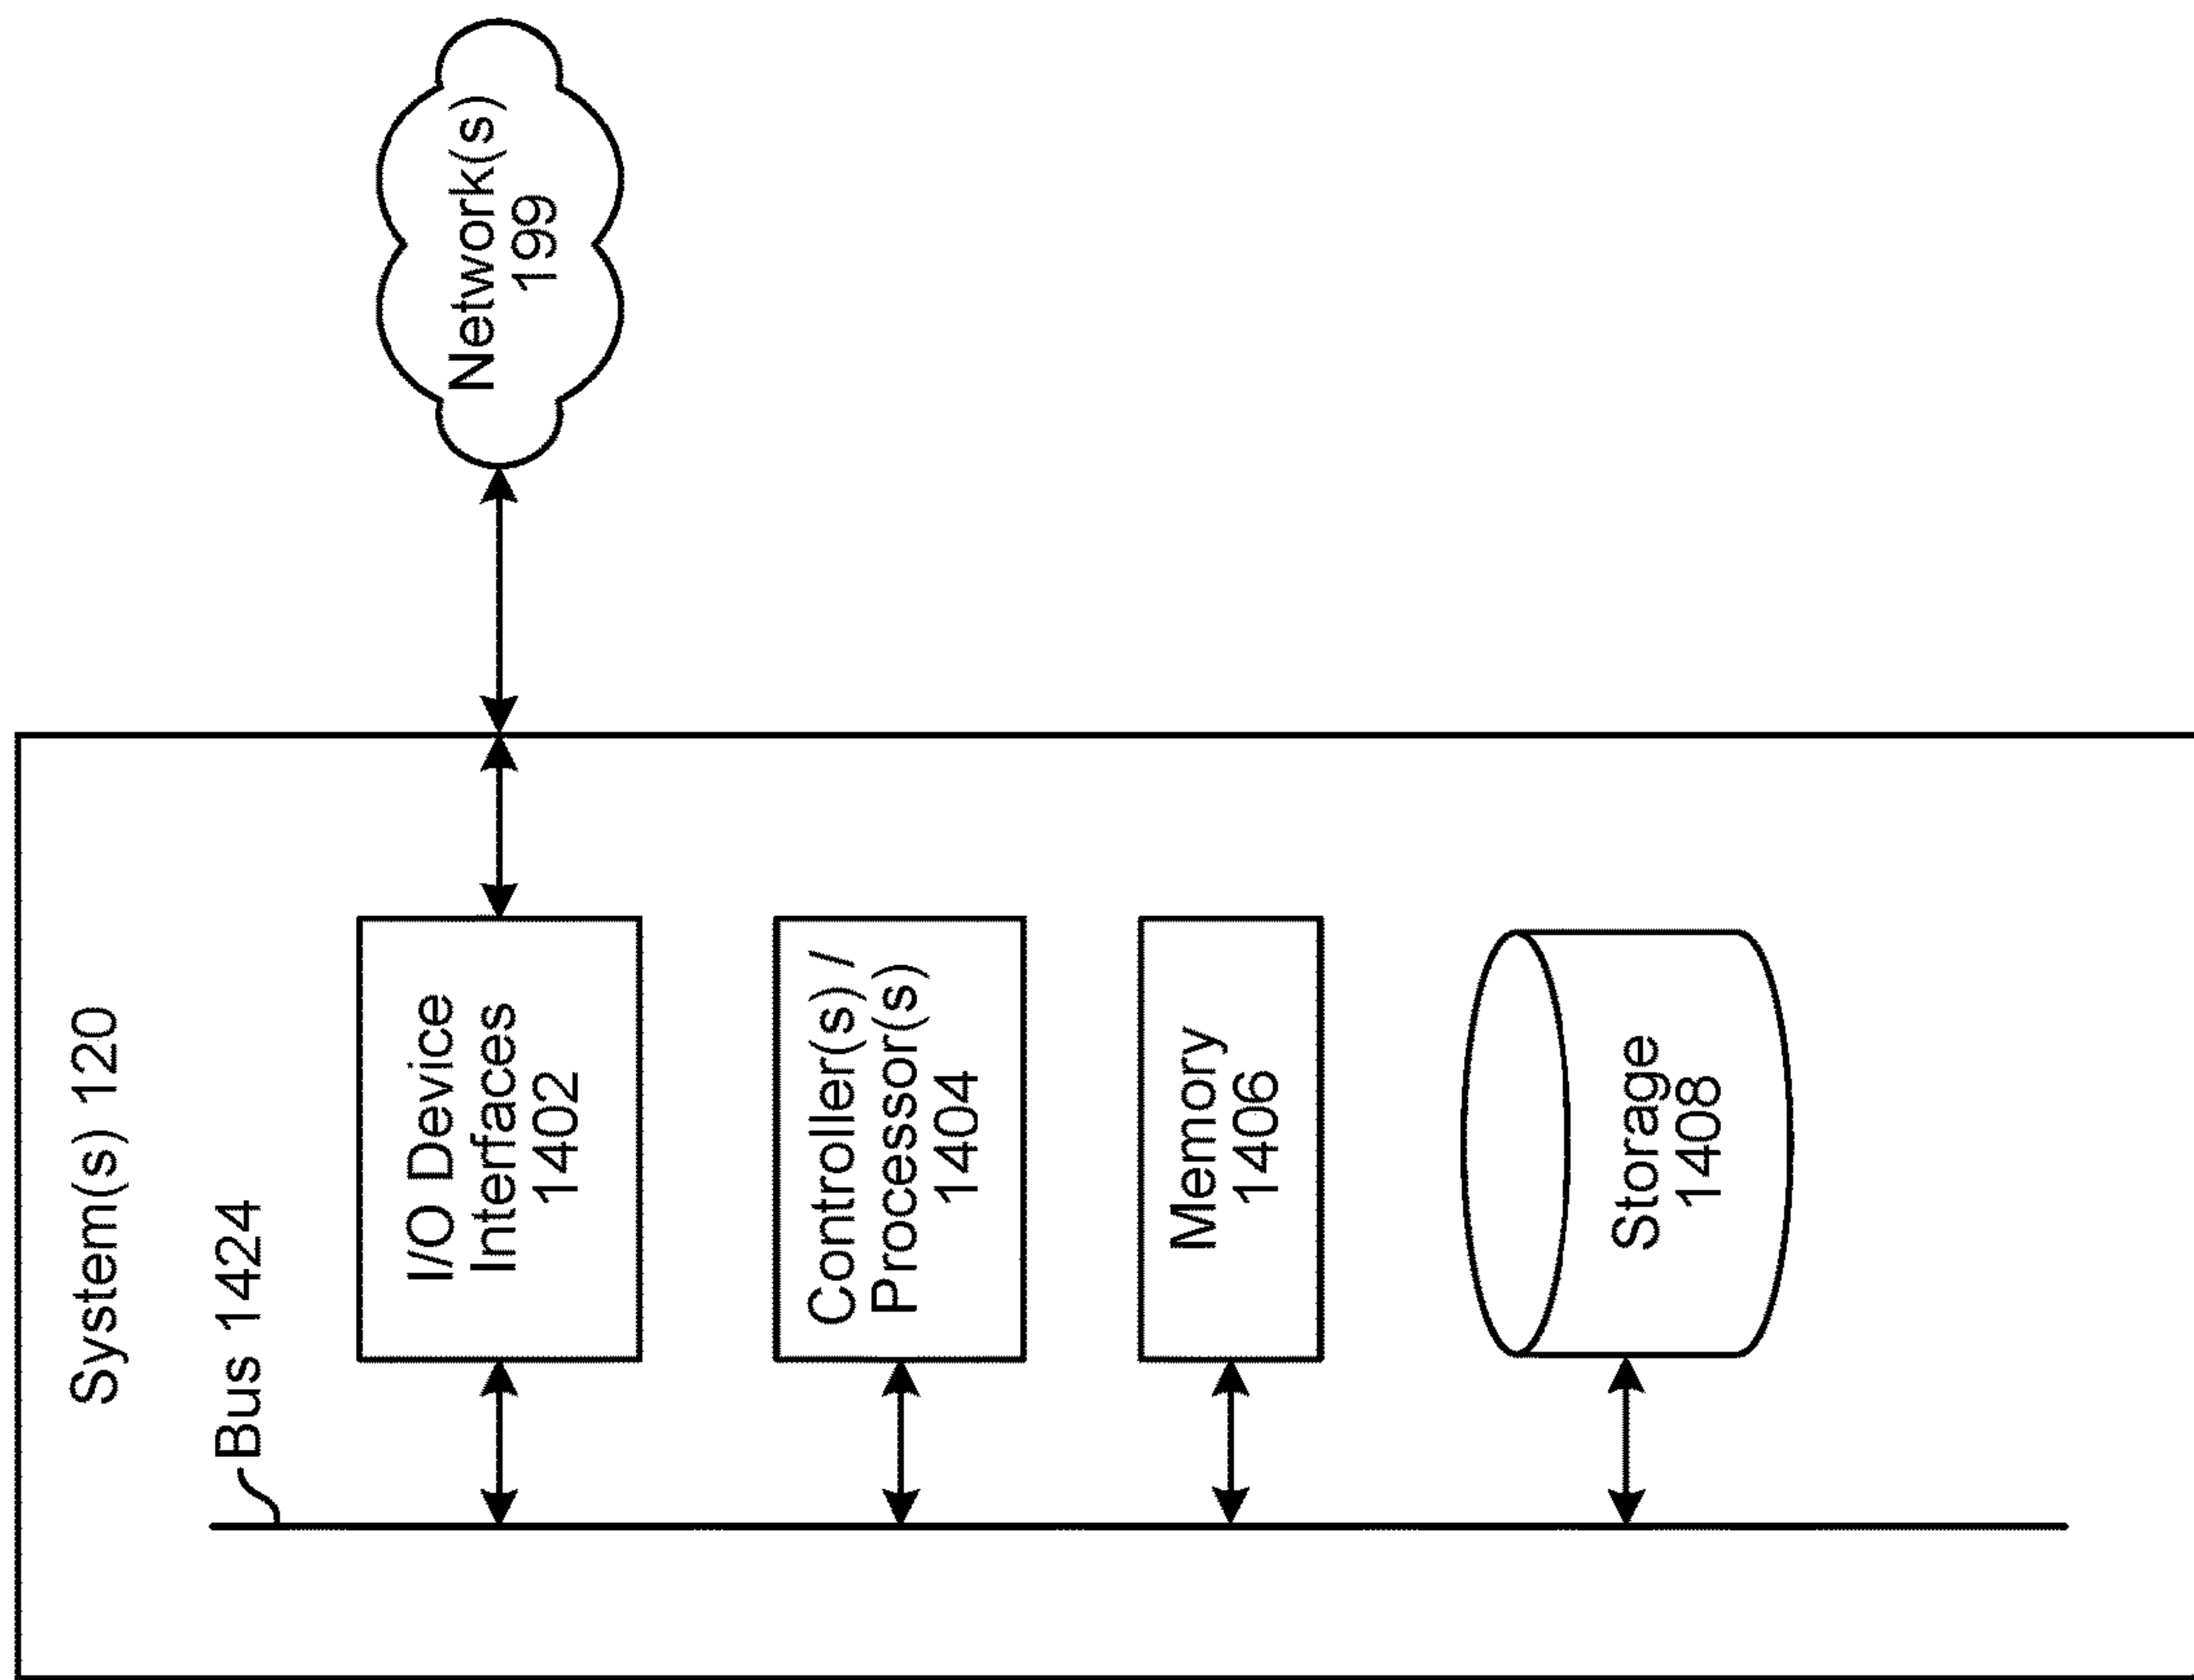 System(s) 120
Bus 1424
I/O Device
Interfaces
1402
Network(s)
199
Controller(s) /
Processor(s)
1404
Memory
1406
Storage
1408